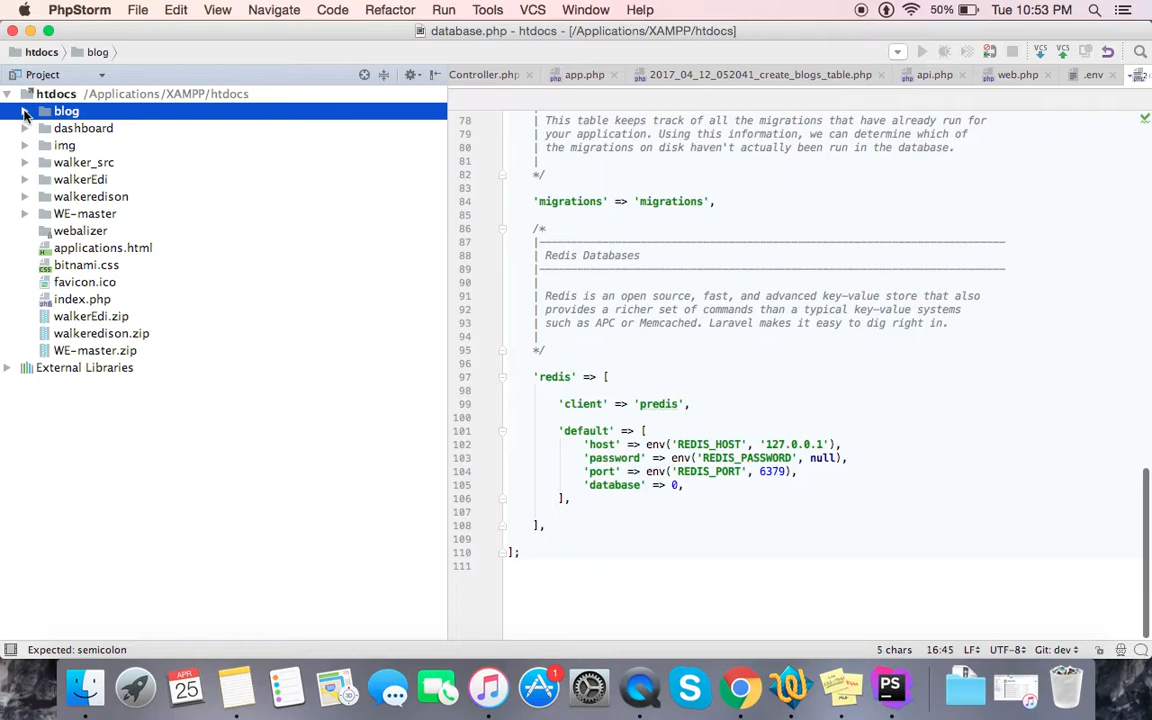 PhpStorm File Edit View Navigate Code Refactor Run Tools VCS Window Help 50% Tue 10:53 PM
database.php - htdocs - [/Applications/XAMPP/htdocs]
htdocs blog VCS VCS
Project Controller.php app.php 2017_04_12_052041_create_blogs_table.php api.php web.php .env
htdocs /Applications/XAMPP/htdocs
blog
dashboard
img
walker_src
walkerEdi
walkeredison
WE-master
webalizer
applications.html
bitnami.css
favicon.ico
index.php
walkerEdi.zip
walkeredison.zip
WE-master.zip
External Libraries
78 | This table keeps track of all the migrations that have already run for
79 | your application. Using this information, we can determine which of
80 | the migrations on disk haven't actually been run in the database.
81 |
82 */
83
84 'migrations' => 'migrations',
85
86 /*
87 |--------------------------------------------------------------------------
88 | Redis Databases
89 |--------------------------------------------------------------------------
90 |
91 | Redis is an open source, fast, and advanced key-value store that also
92 | provides a richer set of commands than a typical key-value systems
93 | such as APC or Memcached. Laravel makes it easy to dig right in.
94 |
95 */
96
97 'redis' => [
98
99 'client' => 'predis',
100
101 'default' => [
102 'host' => env('REDIS_HOST', '127.0.0.1'),
103 'password' => env('REDIS_PASSWORD', null),
104 'port' => env('REDIS_PORT', 6379),
105 'database' => 0,
106 ],
107
108 ],
109
110 ];
111
Expected: semicolon 5 chars 16:45 LF÷ UTF-8÷ Git: dev÷
APR
25
1
PS